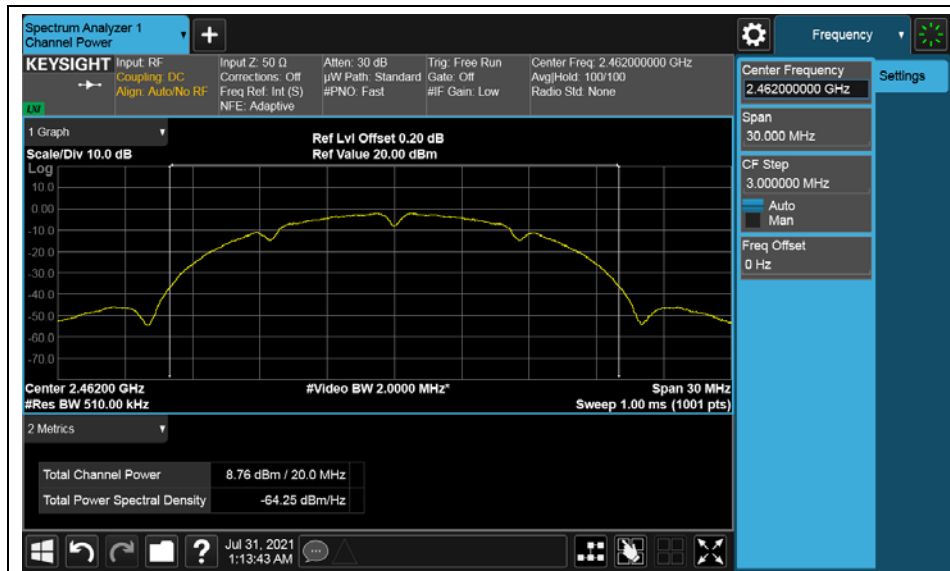 Spectrum Analyzer 1
Channel Power
Frequency
KEYSIGHT
LXI
Input: RF
Coupling: DC
Align: Auto/No RF
Input Z: 50 Ω
Corrections: Off
Freq Ref: Int (S)
NFE: Adaptive
Atten: 30 dB
µW Path: Standard
#PNO: Fast
Trig: Free Run
Gate: Off
#IF Gain: Low
Center Freq: 2.462000000 GHz
Avg|Hold: 100/100
Radio Std: None
Center Frequency
2.462000000 GHz
Settings
Span
30.000 MHz
CF Step
3.000000 MHz
Auto
Man
Freq Offset
0 Hz
1 Graph
Scale/Div 10.0 dB
Ref Lvl Offset 0.20 dB
Ref Value 20.00 dBm
Log
10.0
0.00
-10.0
-20.0
-30.0
-40.0
-50.0
-60.0
-70.0
Center 2.46200 GHz
#Video BW 2.0000 MHz*
Span 30 MHz
#Res BW 510.00 kHz
Sweep 1.00 ms (1001 pts)
2 Metrics
Total Channel Power 8.76 dBm / 20.0 MHz
Total Power Spectral Density -64.25 dBm/Hz
Jul 31, 2021
1:13:43 AM